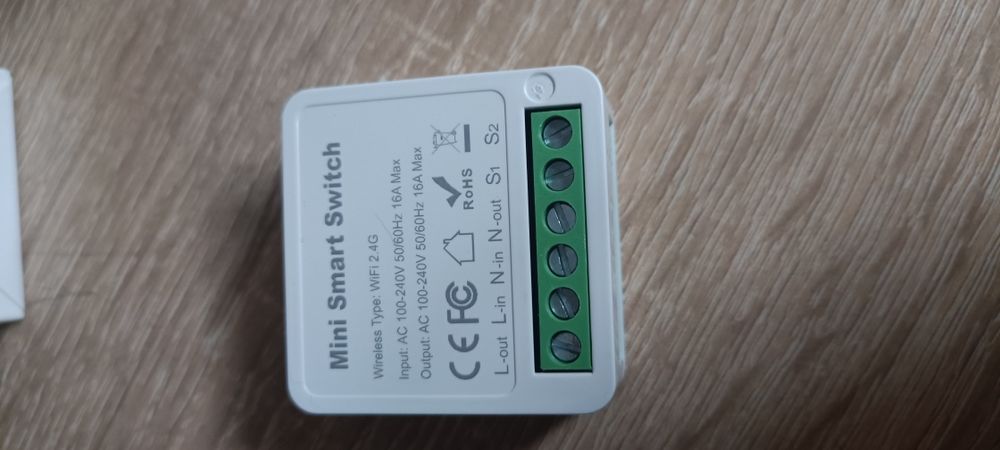 Mini Smart Switch
Wireless Type: WiFi 2.4G
Input: AC 100-240V 50/60Hz 16A Max
Output: AC 100-240V 50/60Hz 16A Max
CE FC RoHS
L-out L-in N-in N-out S1 S2